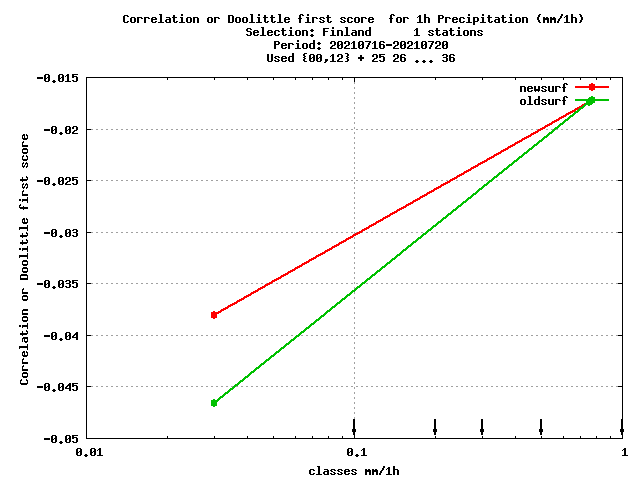 Correlation or Doolittle first score  for 1h Precipitation (mm/1h)
Selection: Finland      1 stations
Period: 20210716-20210720
Used {00,12} + 25 26 ... 36
newsurf
oldsurf
-0.015
-0.02
-0.025
-0.03
-0.035
-0.04
-0.045
-0.05
Correlation or Doolittle first score
0.01
0.1
1
classes mm/1h